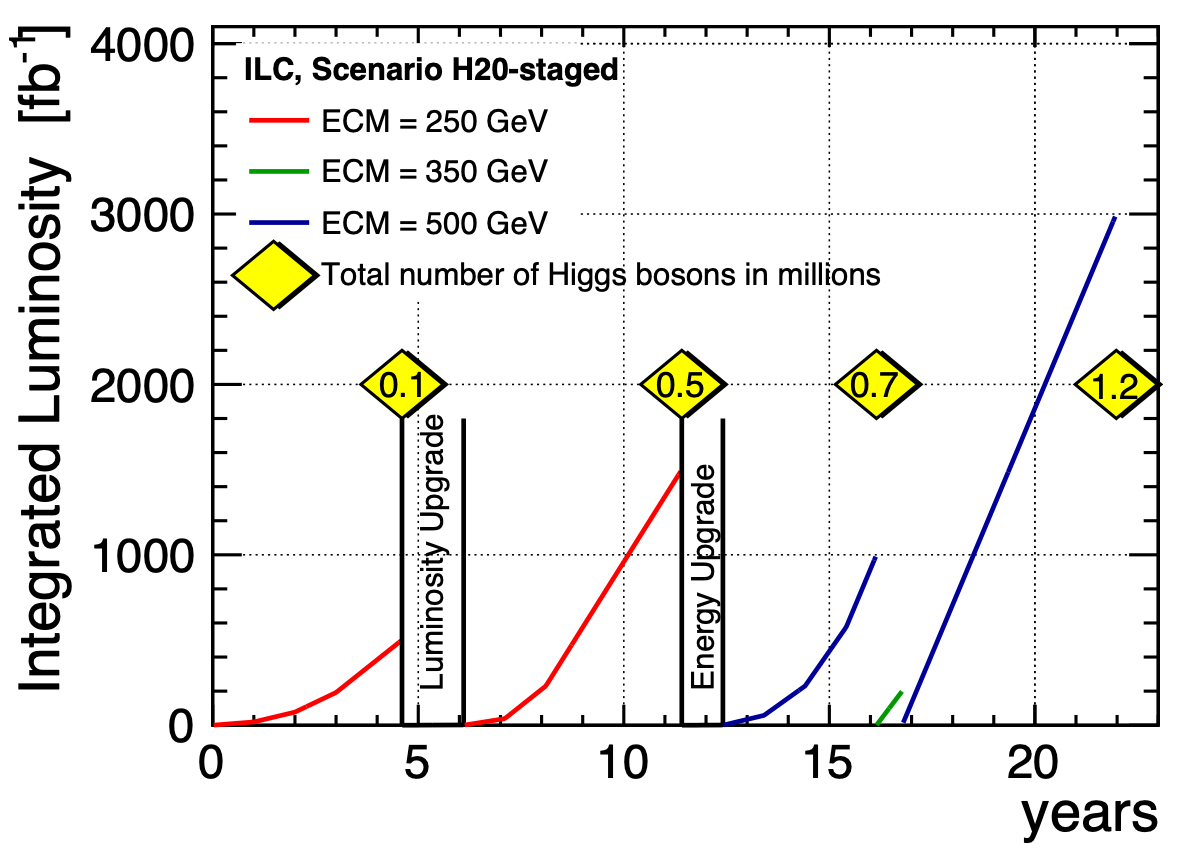 Integrated Luminosity [fb-1]
4000
3000
2000
1000
0
ILC, Scenario H20-staged
ECM = 250 GeV
ECM = 350 GeV
ECM = 500 GeV
Total number of Higgs bosons in millions
0.1
0.5
0.7
1.2
Luminosity Upgrade
Energy Upgrade
0
5
10
15
20
years